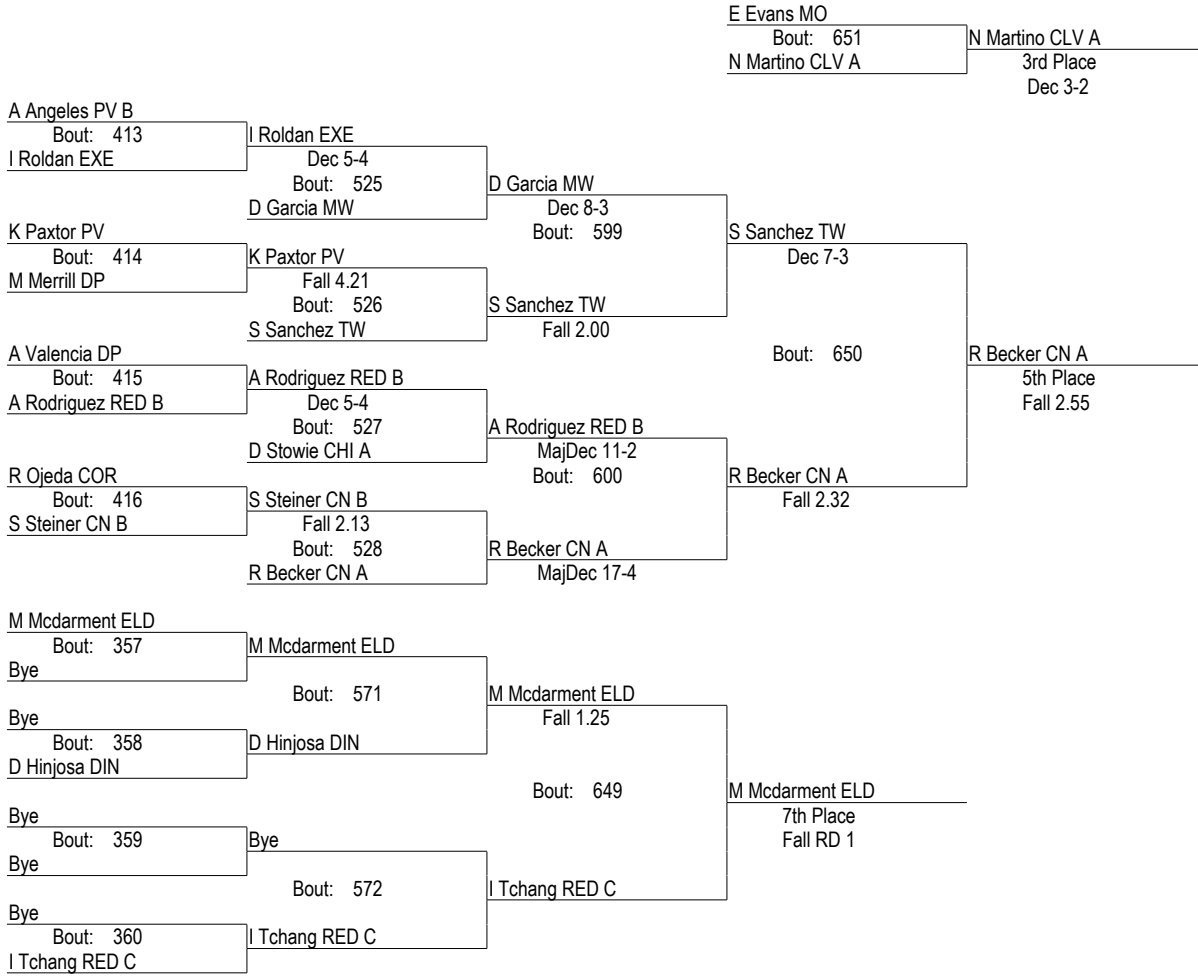 E Evans MO
Bout: 651
N Martino CLV A
N Martino CLV A
3rd Place
Dec 3-2
A Angeles PV B
Bout: 413
I Roldan EXE
I Roldan EXE
Dec 5-4
Bout: 525
D Garcia MW
D Garcia MW
Dec 8-3
Bout: 599
K Paxtor PV
Bout: 414
M Merrill DP
K Paxtor PV
Fall 4.21
Bout: 526
S Sanchez TW
S Sanchez TW
Fall 2.00
S Sanchez TW
Dec 7-3
Bout: 650
R Becker CN A
5th Place
Fall 2.55
A Valencia DP
Bout: 415
A Rodriguez RED B
A Rodriguez RED B
Dec 5-4
Bout: 527
D Stowie CHI A
A Rodriguez RED B
MajDec 11-2
Bout: 600
R Becker CN A
Fall 2.32
R Ojeda COR
Bout: 416
S Steiner CN B
S Steiner CN B
Fall 2.13
Bout: 528
R Becker CN A
R Becker CN A
MajDec 17-4
M Mcdarment ELD
Bout: 357
Bye
M Mcdarment ELD
Bout: 571
M Mcdarment ELD
Fall 1.25
Bye
Bout: 358
D Hinjosa DIN
D Hinjosa DIN
Bout: 649
M Mcdarment ELD
7th Place
Fall RD 1
Bye
Bout: 359
Bye
Bye
Bout: 572
I Tchang RED C
Bye
Bout: 360
I Tchang RED C
I Tchang RED C